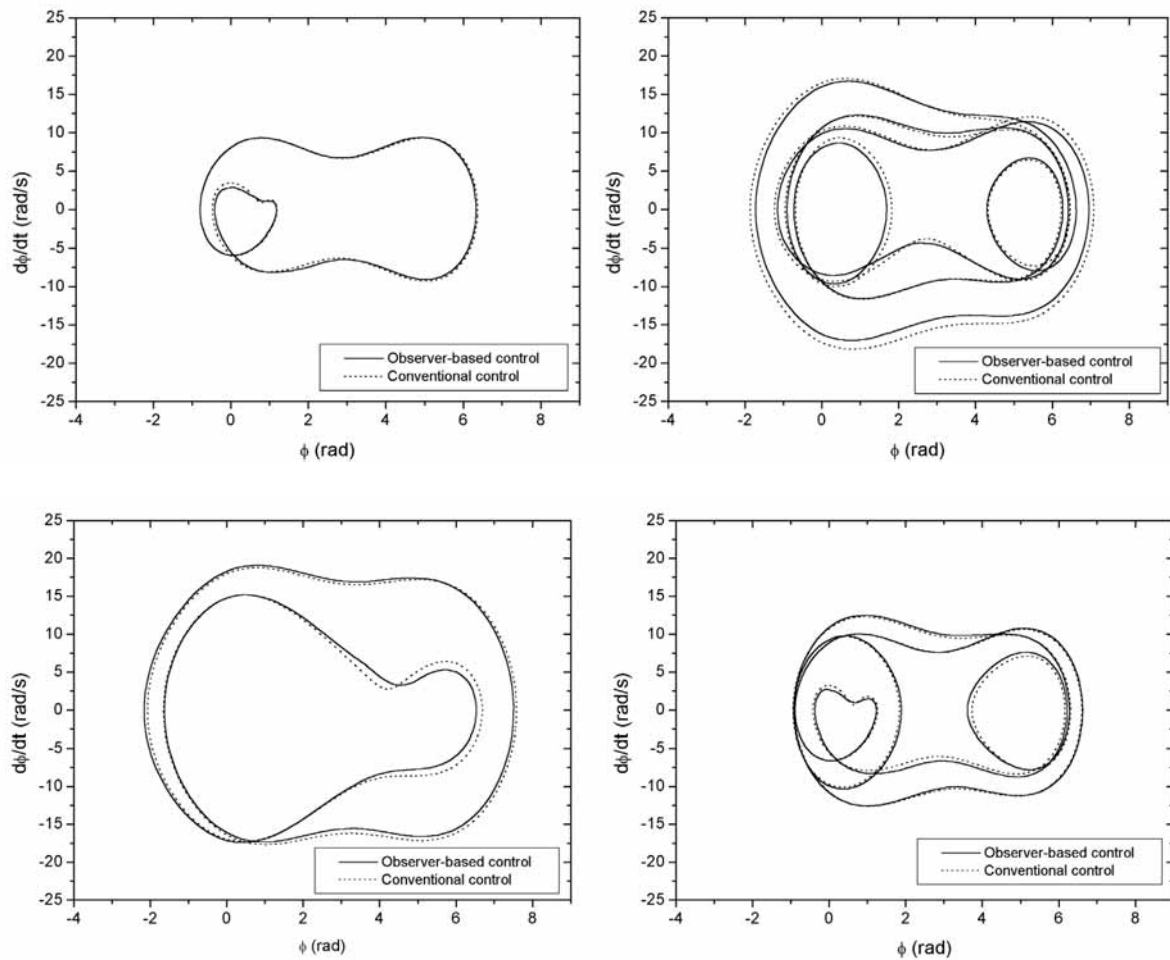 25
20
15
10
5
0
-5
-10
-15
-20
-25
dϕ/dt (rad/s)
Observer-based control
Conventional control
-4 -2 0 2 4 6 8
ϕ (rad)
25
20
15
10
5
0
-5
-10
-15
-20
-25
dϕ/dt (rad/s)
Observer-based control
Conventional control
-4 -2 0 2 4 6 8
ϕ (rad)
25
20
15
10
5
0
-5
-10
-15
-20
-25
dϕ/dt (rad/s)
Observer-based control
Conventional control
-4 -2 0 2 4 6 8
ϕ (rad)
25
20
15
10
5
0
-5
-10
-15
-20
-25
dϕ/dt (rad/s)
Observer-based control
Conventional control
-4 -2 0 2 4 6 8
ϕ (rad)